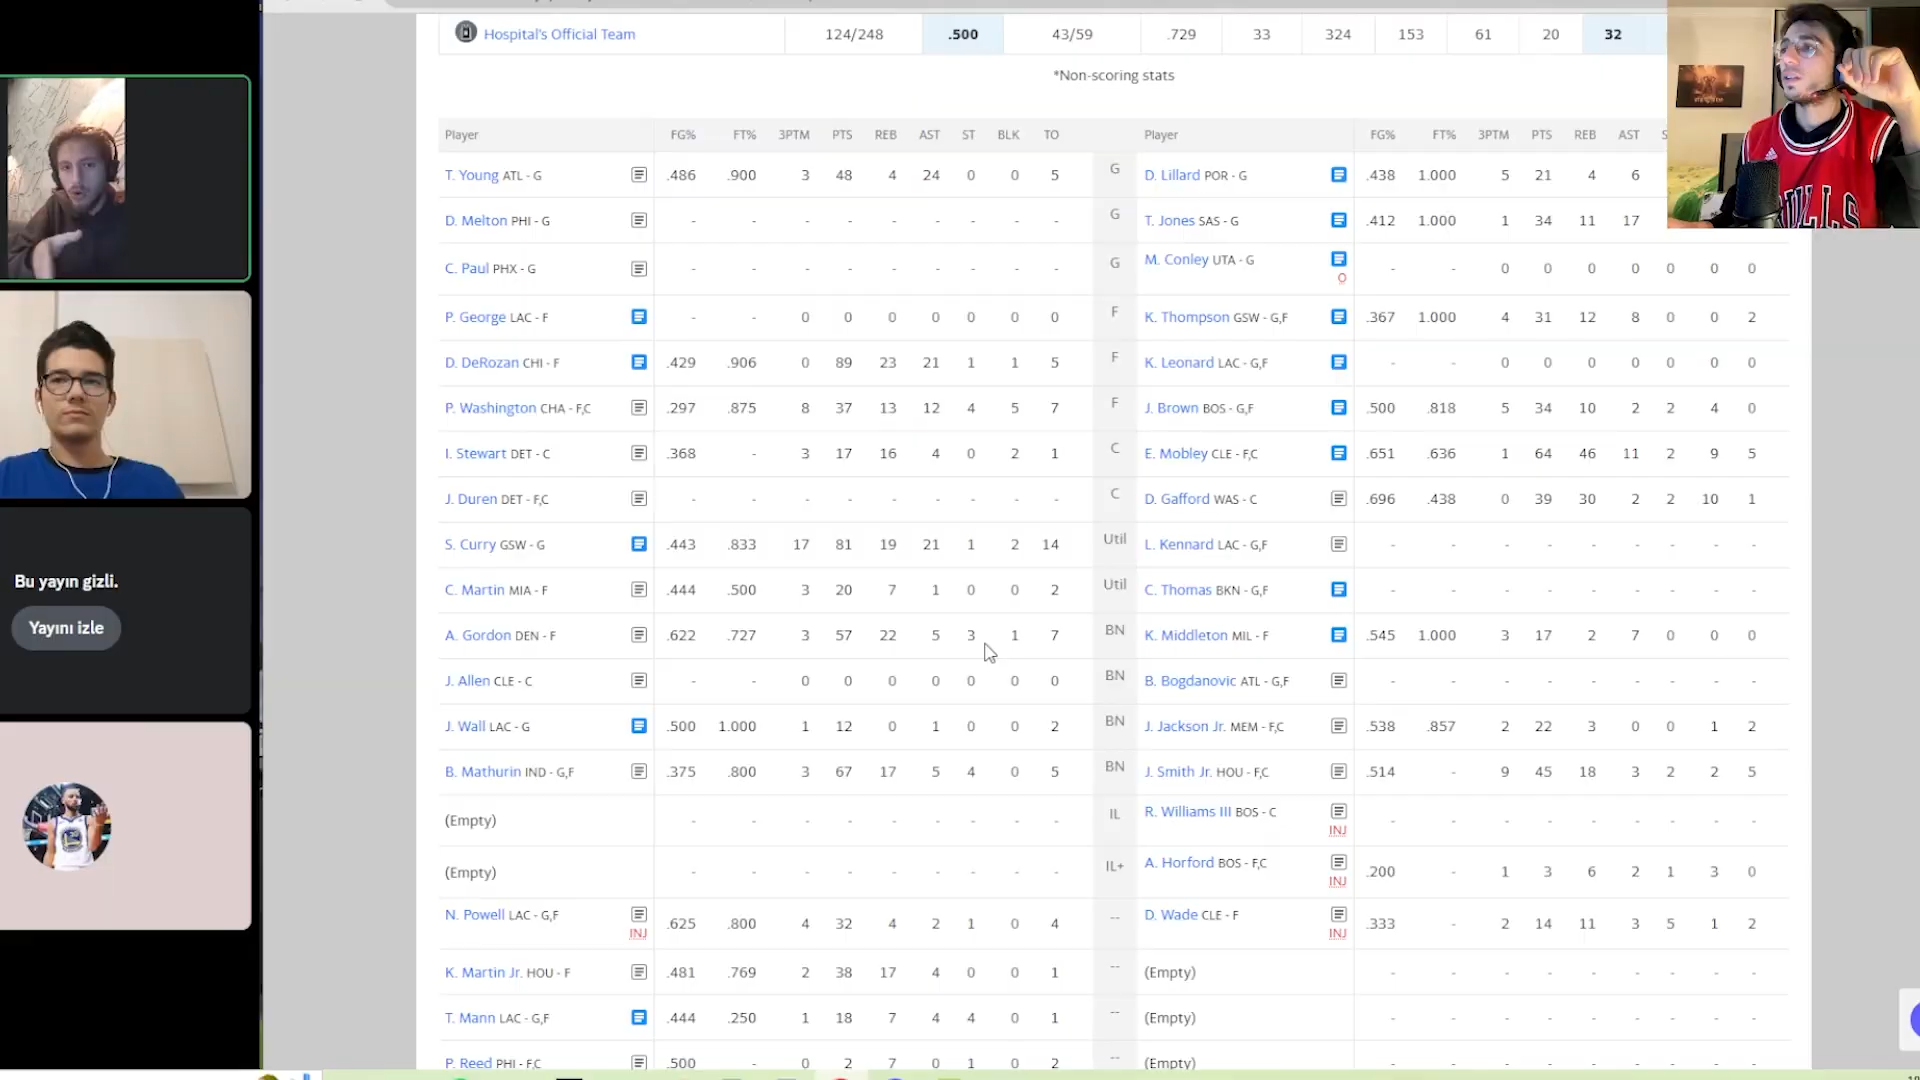 Hospital's Official Team 124/248 .500 43/59 .729 33 324 153 61 20 32
*Non-scoring stats
Player FG% FT% 3PTM PTS REB AST ST BLK TO Player FG% FT% 3PTM PTS REB AST
T. Young ATL - G .486 .900 3 48 4 24 0 0 5 G D. Lillard POR - G .438 1.000 5 21 4 6
D. Melton PHI - G - - - - - - - - - G T. Jones SAS - G .412 1.000 1 34 11 17
C. Paul PHX - G - - - - - - - - - G M. Conley UTA - G - - 0 0 0 0 0 0 0
O
P. George LAC - F - - 0 0 0 0 0 0 0 F K. Thompson GSW - G,F .367 1.000 4 31 12 8 0 0 2
D. DeRozan CHI - F .429 .906 0 89 23 21 1 1 5 F K. Leonard LAC - G,F - - 0 0 0 0 0 0 0
P. Washington CHA - F,C .297 .875 8 37 13 12 4 5 7 F J. Brown BOS - G,F .500 .818 5 34 10 2 2 4 0
I. Stewart DET - C .368 - 3 17 16 4 0 2 1 C E. Mobley CLE - F,C .651 .636 1 64 46 11 2 9 5
J. Duren DET - F,C - - - - - - - - - C D. Gafford WAS - C .696 .438 0 39 30 2 2 10 1
S. Curry GSW - G .443 .833 17 81 19 21 1 2 14 Util L. Kennard LAC - G,F - - - - - - - - -
C. Martin MIA - F .444 .500 3 20 7 1 0 0 2 Util C. Thomas BKN - G,F - - - - - - - - -
A. Gordon DEN - F .622 .727 3 57 22 5 3 1 7 BN K. Middleton MIL - F .545 1.000 3 17 2 7 0 0 0
J. Allen CLE - C - - 0 0 0 0 0 0 0 BN B. Bogdanovic ATL - G,F - - - - - - - - -
J. Wall LAC - G .500 1.000 1 12 0 1 0 0 2 BN J. Jackson Jr. MEM - F,C .538 .857 2 22 3 0 0 1 2
B. Mathurin IND - G,F .375 .800 3 67 17 5 4 0 5 BN J. Smith Jr. HOU - F,C .514 - 9 45 18 3 2 2 5
(Empty) - - - - - - - - - IL R. Williams III BOS - C - - - - - - - - -
INJ
(Empty) - - - - - - - - - IL+ A. Horford BOS - F,C .200 - 1 3 6 2 1 3 0
INJ
N. Powell LAC - G,F .625 .800 4 32 4 2 1 0 4 -- D. Wade CLE - F .333 - 2 14 11 3 5 1 2
INJ INJ
K. Martin Jr. HOU - F .481 .769 2 38 17 4 0 0 1 -- (Empty) - - - - - - - - -
T. Mann LAC - G,F .444 .250 1 18 7 4 4 0 1 -- (Empty) - - - - - - - - -
P. Reed PHI - F,C .500 - 0 2 7 0 1 0 2 -- (Empty) - - - - - - - - -
Bu yayın gizli.
Yayını izle